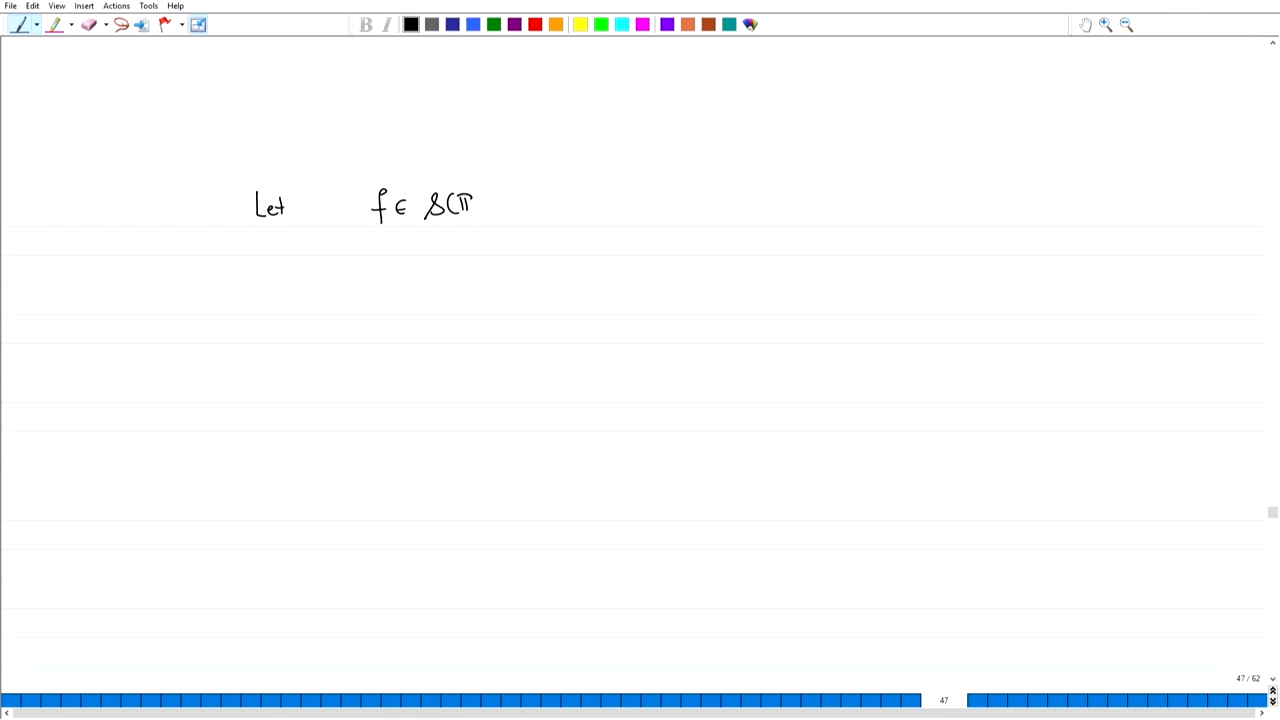 File Edit View Insert Actions Tools Help
B I
Let f ∈ S(π
47 / 62
47